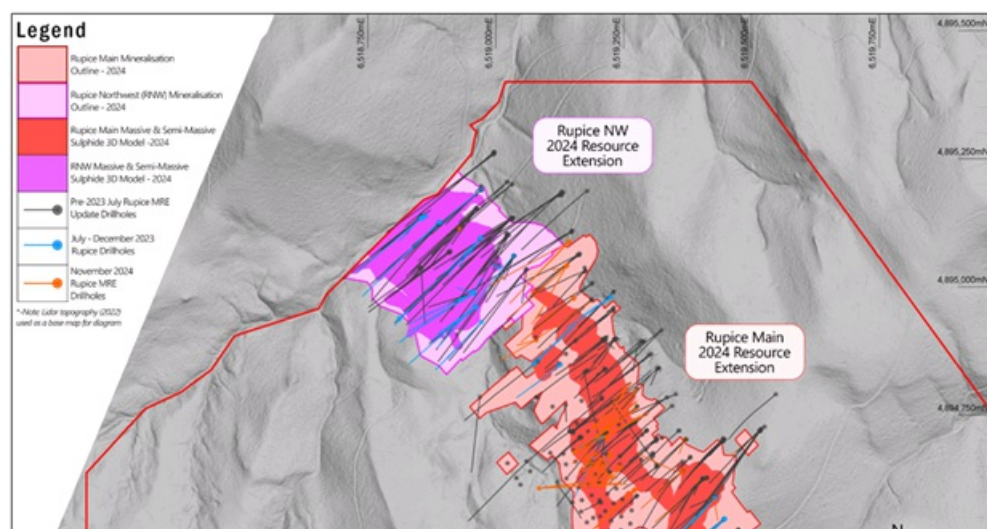 Legend
Rupice Main Mineralisation
Outline - 2024
Rupice Northwest (RNW) Mineralisation
Outline - 2024
Rupice Main Massive & Semi-Massive
Sulphide 3D Model -2024
RNW Massive & Semi-Massive
Sulphide 3D Model - 2024
Pre-2023 July Rupice MRE
Update Drillholes
July - December 2023
Rupice Drillholes
November 2024
Rupice MRE
Drillholes
*-Note Lidar topography (2022)
used as a base map for diagram
6,518,750mE
6,519,000mE
6,519,250mE
6,519,500mE
6,519,750mE
4,895,500mN
4,895,250mN
4,895,000mN
4,894,750mN
Rupice NW
2024 Resource
Extension
Rupice Main
2024 Resource
Extension
N